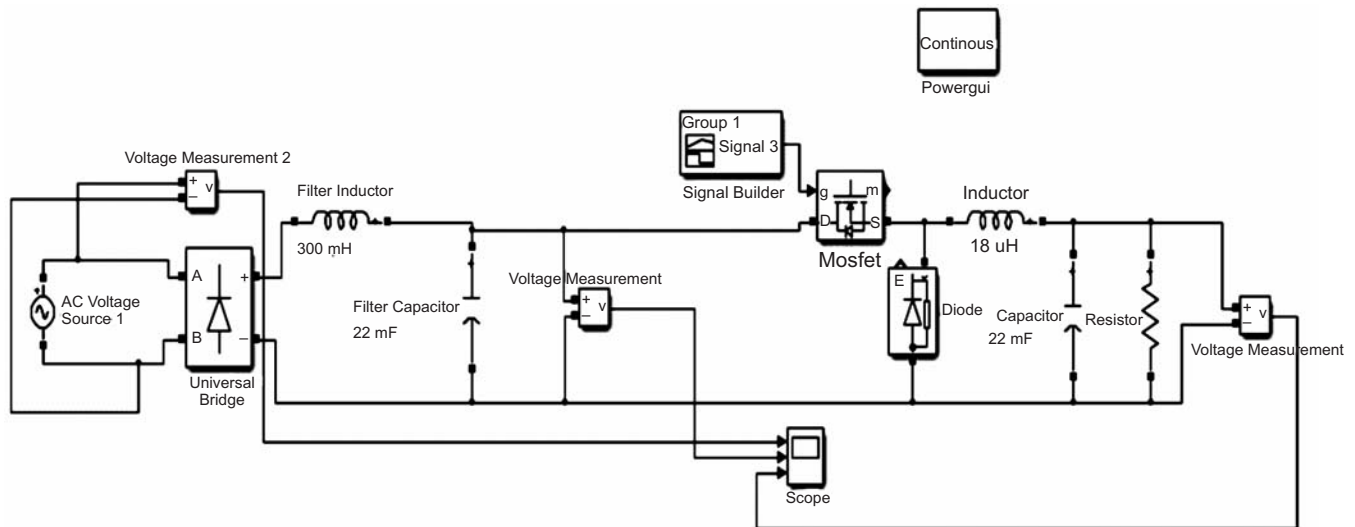 Continous
Powergui
Group 1
Signal 3
Signal Builder
Voltage Measurement 2
+
−
v
Filter Inductor
300 mH
g
m
D
S
Mosfet
Inductor
18 uH
AC Voltage
Source 1
A
B
+
−
Universal
Bridge
Filter Capacitor
22 mF
Voltage Measurement
+
−
v
E
Diode
Capacitor
22 mF
Resistor
+
−
v
Voltage Measurement
Scope